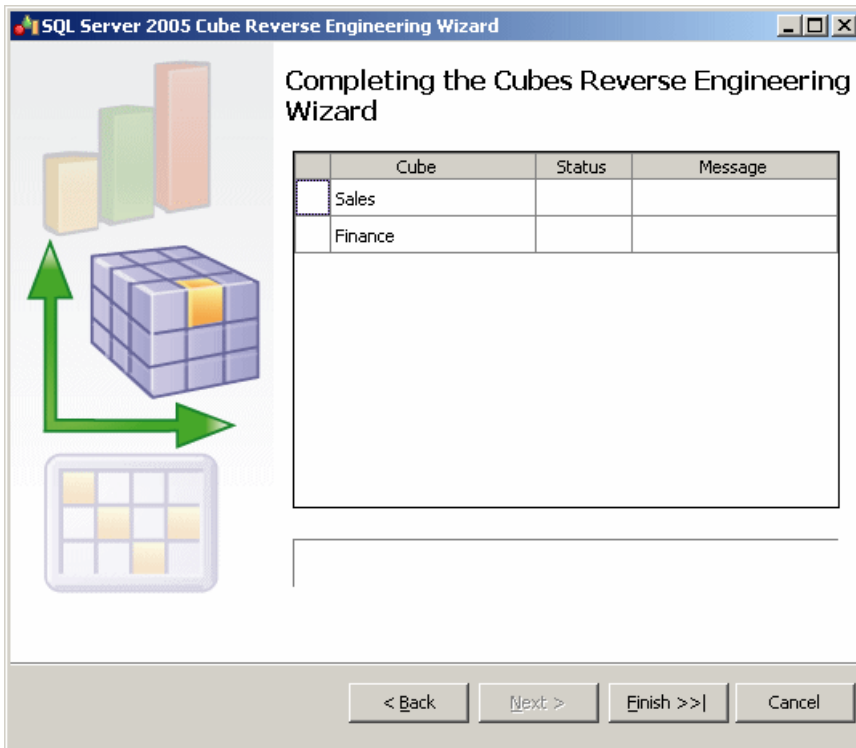 SQL Server 2005 Cube Reverse Engineering Wizard
Completing the Cubes Reverse Engineering
Wizard
Cube Status Message
Sales
Finance
< Back Next > Finish >>| Cancel